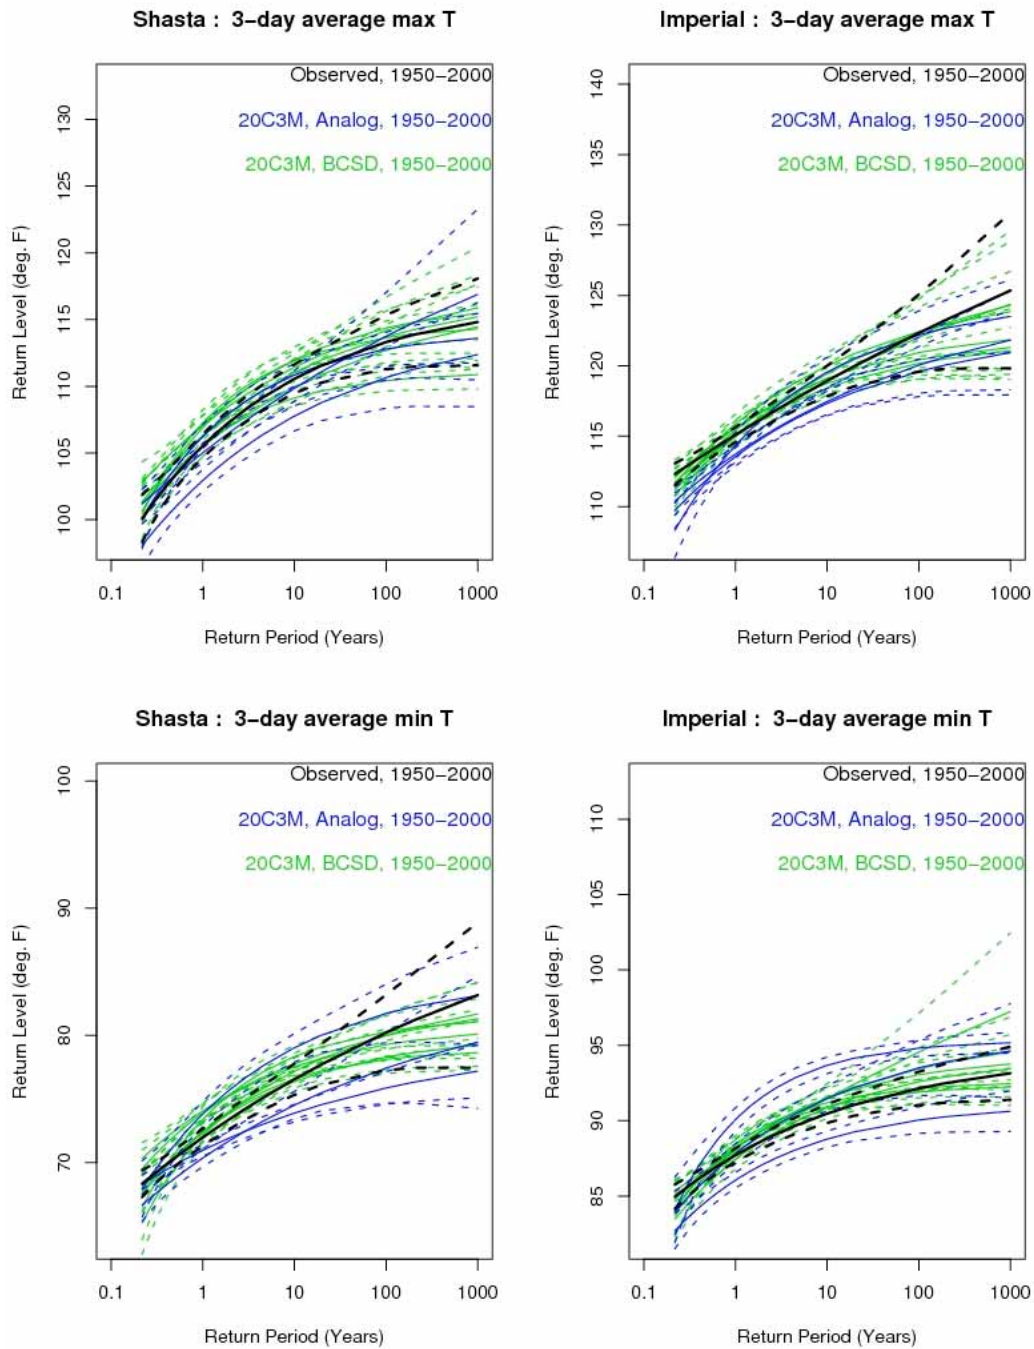 Shasta : 3−day average max T
Observed, 1950−2000
20C3M, Analog, 1950−2000
20C3M, BCSD, 1950−2000
Return Level (deg. F)
130
125
120
115
110
105
100
0.1 1 10 100 1000
Return Period (Years)
Imperial : 3−day average max T
Observed, 1950−2000
20C3M, Analog, 1950−2000
20C3M, BCSD, 1950−2000
Return Level (deg. F)
140
135
130
125
120
115
110
0.1 1 10 100 1000
Return Period (Years)
Shasta : 3−day average min T
Observed, 1950−2000
20C3M, Analog, 1950−2000
20C3M, BCSD, 1950−2000
Return Level (deg. F)
100
90
80
70
0.1 1 10 100 1000
Return Period (Years)
Imperial : 3−day average min T
Observed, 1950−2000
20C3M, Analog, 1950−2000
20C3M, BCSD, 1950−2000
Return Level (deg. F)
110
105
100
95
90
85
0.1 1 10 100 1000
Return Period (Years)